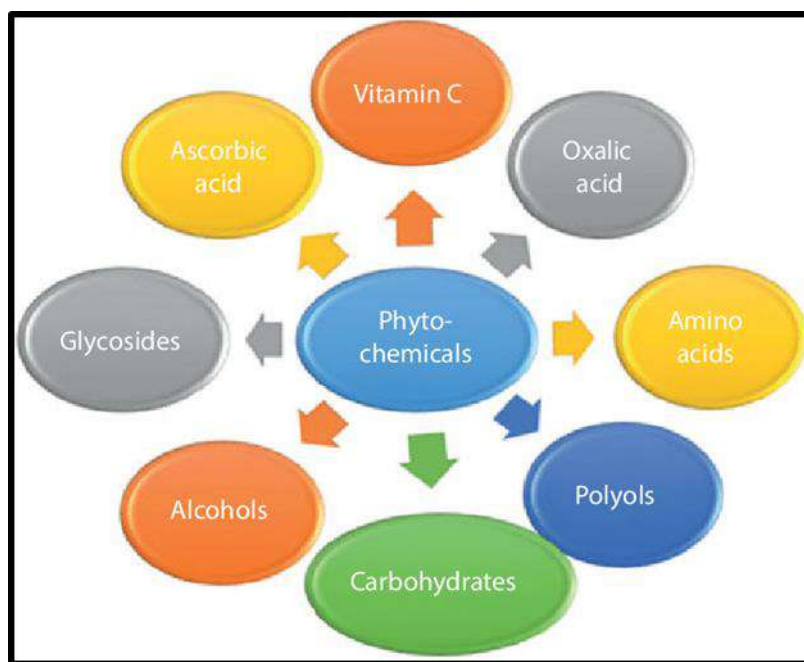 Vitamin C
Ascorbic
acid
Oxalic
acid
Glycosides
Phyto-
chemicals
Amino
acids
Alcohols
Polyols
Carbohydrates